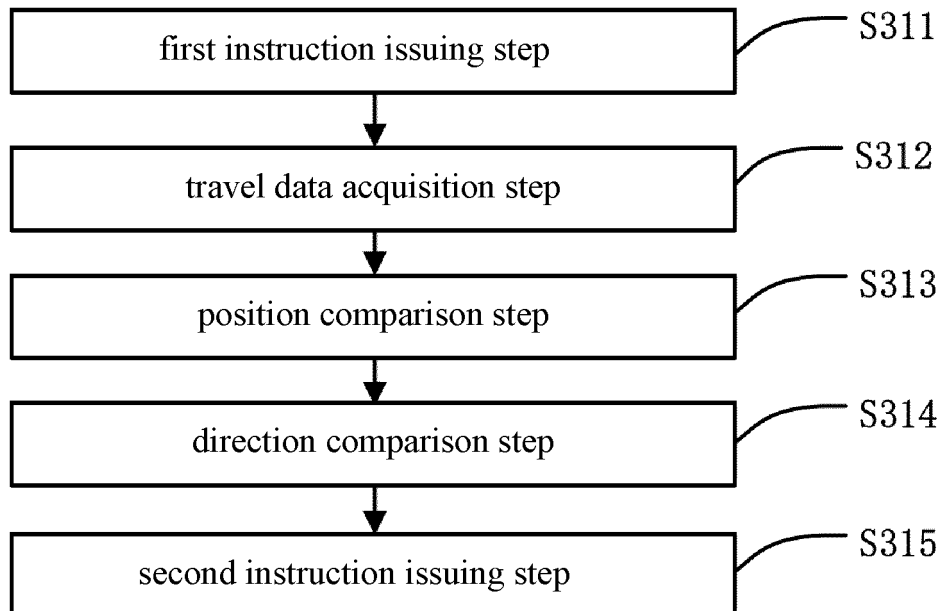 first instruction issuing step
S311
travel data acquisition step
S312
position comparison step
S313
direction comparison step
S314
second instruction issuing step
S315